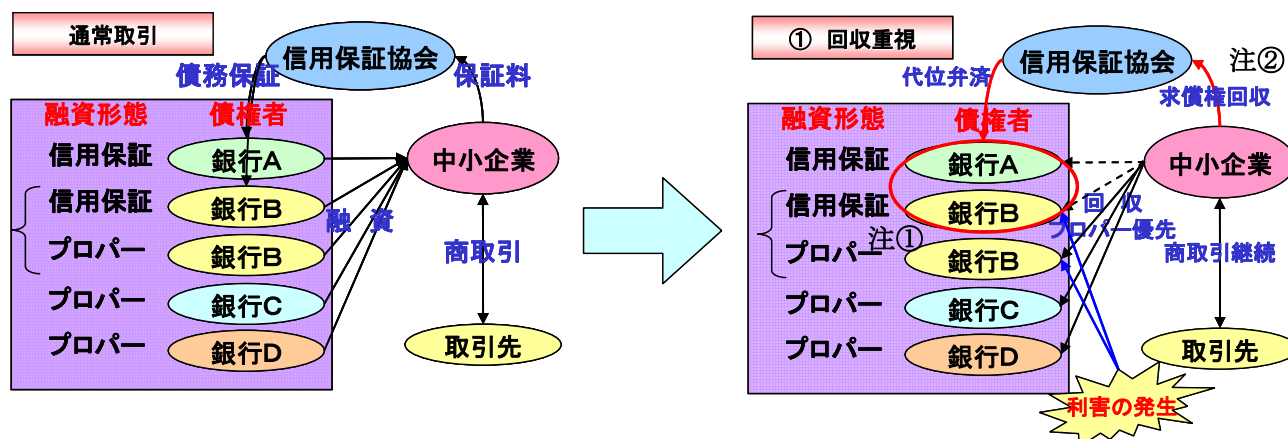 通常取引
信用保証協会
債務保証
保証料
融資形態
債権者
信用保証
銀行A
中小企業
信用保証
銀行B
融 資
プロパー
銀行B
商取引
プロパー
銀行C
プロパー
銀行D
取引先
① 回収重視
信用保証協会
注②
代位弁済
求償権回収
融資形態
債権者
信用保証
銀行A
中小企業
信用保証
銀行B
回 収
プロパー優先
注①
プロパー
銀行B
商取引継続
プロパー
銀行C
プロパー
銀行D
取引先
利害の発生